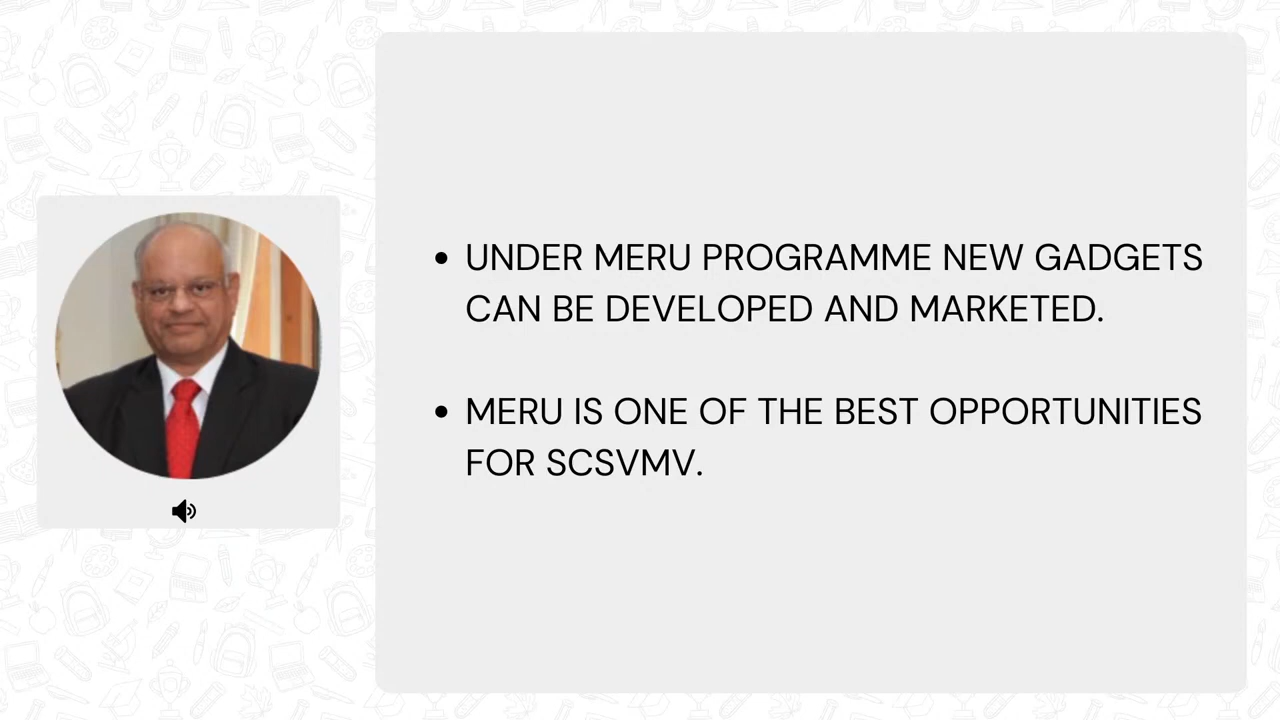 • UNDER MERU PROGRAMME NEW GADGETS
CAN BE DEVELOPED AND MARKETED.
• MERU IS ONE OF THE BEST OPPORTUNITIES
FOR SCSVMV.